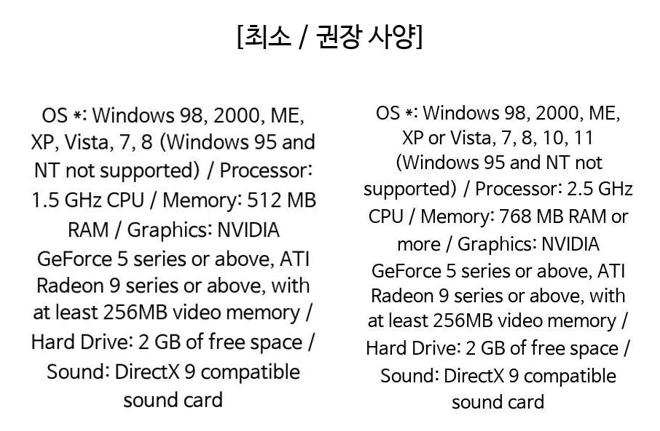 [최소 / 권장 사양]
OS *: Windows 98, 2000, ME,
XP, Vista, 7, 8 (Windows 95 and
NT not supported) / Processor:
1.5 GHz CPU / Memory: 512 MB
RAM / Graphics: NVIDIA
GeForce 5 series or above, ATI
Radeon 9 series or above, with
at least 256MB video memory /
Hard Drive: 2 GB of free space /
Sound: DirectX 9 compatible
sound card
OS *: Windows 98, 2000, ME,
XP or Vista, 7, 8, 10, 11
(Windows 95 and NT not
supported) / Processor: 2.5 GHz
CPU / Memory: 768 MB RAM or
more / Graphics: NVIDIA
GeForce 5 series or above, ATI
Radeon 9 series or above, with
at least 256MB video memory /
Hard Drive: 2 GB of free space /
Sound: DirectX 9 compatible
sound card